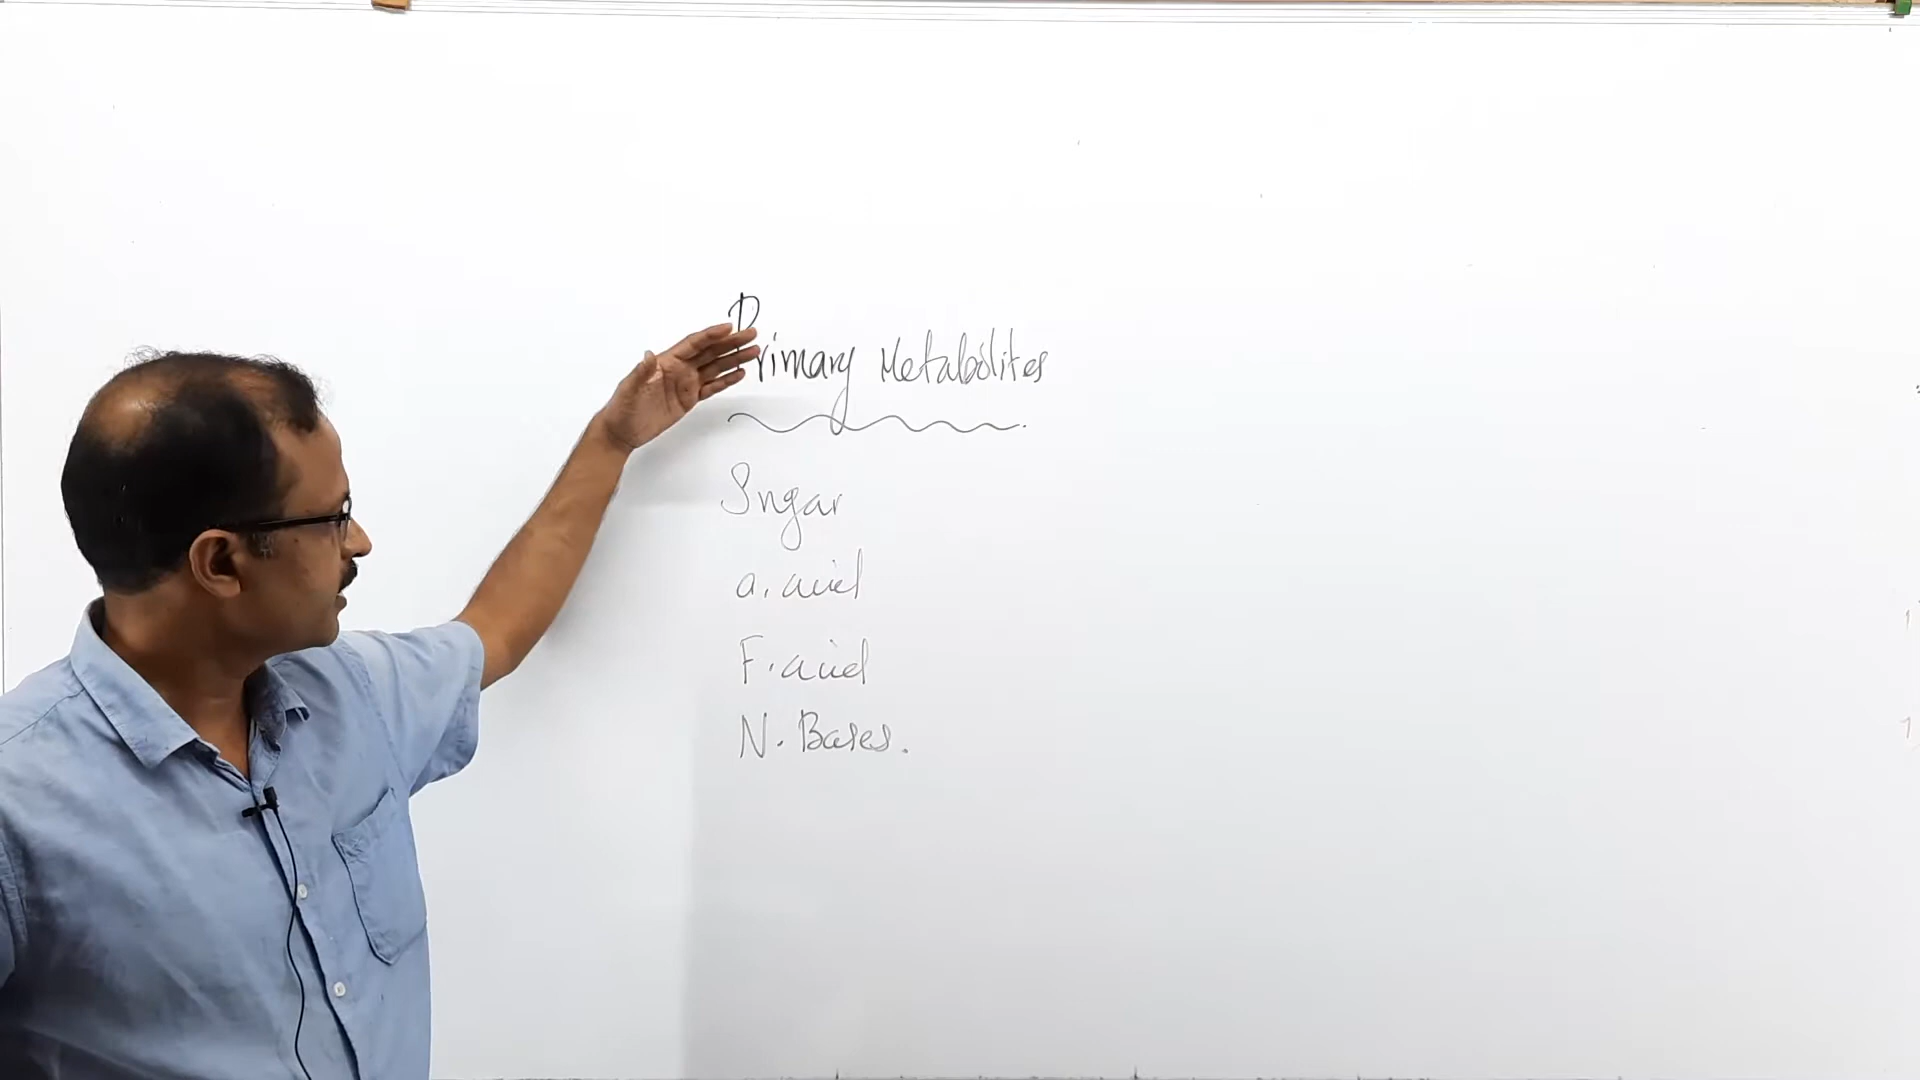 Primary Metabolites
Sugar
a. acid
F. acid
N. Bases.